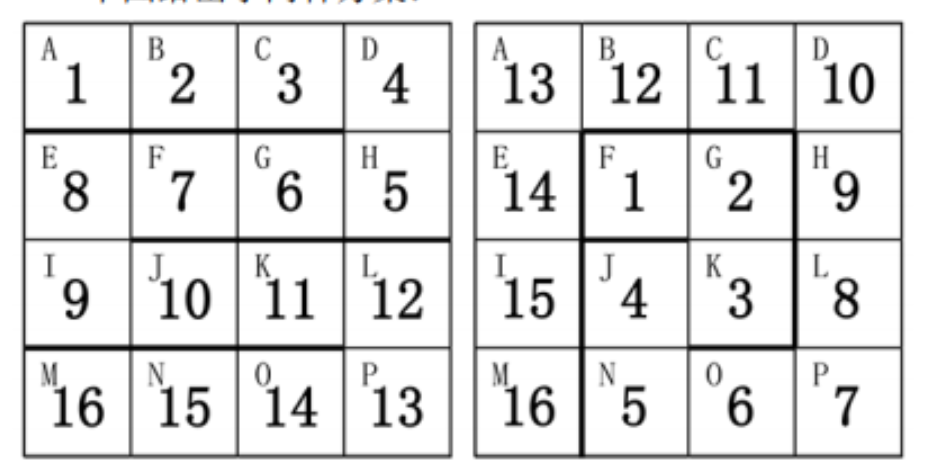 A 1 B 2 C 3 D 4
E 8 F 7 G 6 H 5
I 9 J 10 K 11 L 12
M 16 N 15 O 14 P 13
A 13 B 12 C 11 D 10
E 14 F 1 G 2 H 9
I 15 J 4 K 3 L 8
M 16 N 5 O 6 P 7